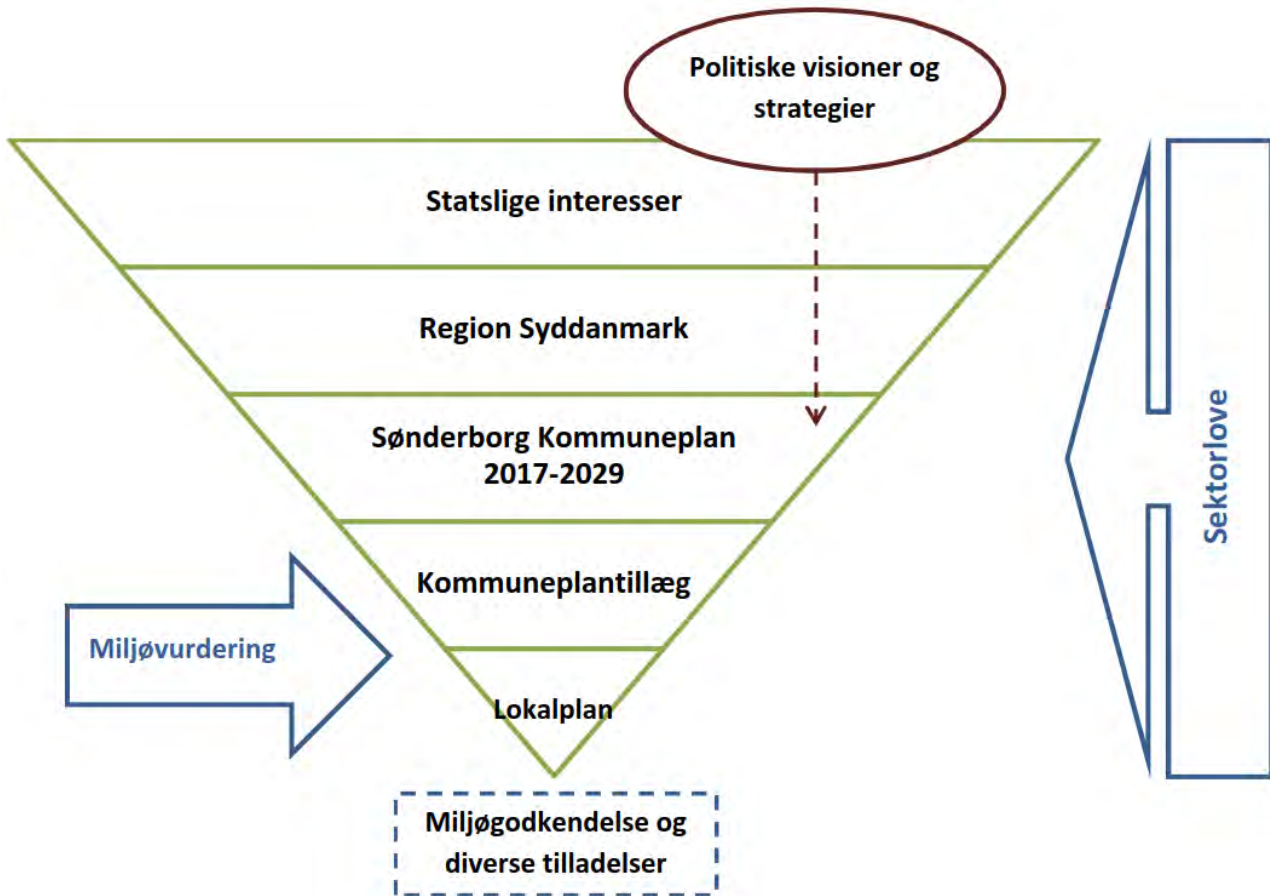 Politiske visioner og
strategier
Statslige interesser
Region Syddanmark
Sønderborg Kommuneplan
2017-2029
Kommuneplantillæg
Lokalplan
Miljøvurdering
Sektorlove
Miljøgodkendelse og
diverse tilladelser